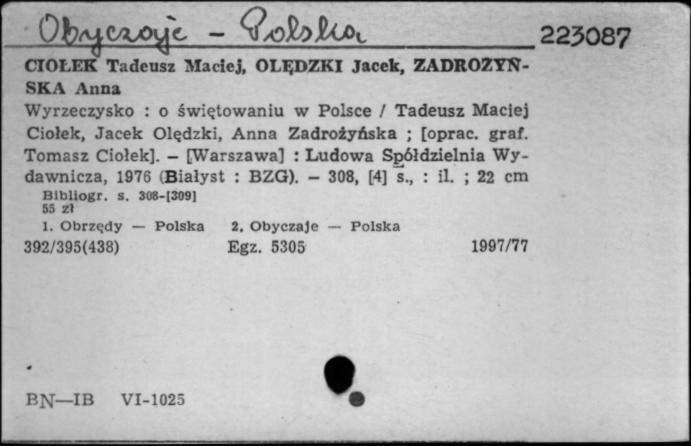 Obyczaje - Polska 223087
CIOŁEK Tadeusz Maciej, OLĘDZKI Jacek, ZADROŻYŃ-
SKA Anna
Wyrzeczysko : o świętowaniu w Polsce / Tadeusz Maciej
Ciołek, Jacek Olędzki, Anna Zadrożyńska ; [oprac. graf.
Tomasz Ciołek]. — [Warszawa] : Ludowa Spółdzielnia Wy-
dawnicza, 1976 (Białyst : BZG). — 308, [4] s., : il. ; 22 cm
Bibliogr. s. 308-[309]
55 zł
1. Obrzędy — Polska 2. Obyczaje — Polska
392/395(438) Egz. 5305 1997/77
BN—IB VI-1025